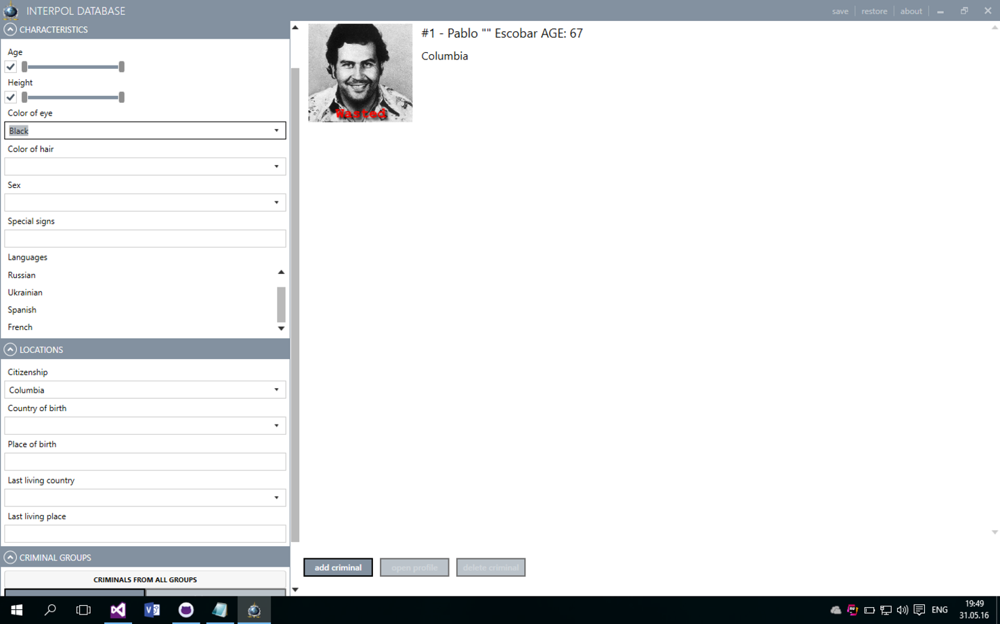 INTERPOL DATABASE
save
restore
about
CHARACTERISTICS
Age
Height
Color of eye
Black
Color of hair
Sex
Special signs
Languages
Russian
Ukrainian
Spanish
French
LOCATIONS
Citizenship
Columbia
Country of birth
Place of birth
Last living country
Last living place
CRIMINAL GROUPS
CRIMINALS FROM ALL GROUPS
#1 - Pablo "" Escobar AGE: 67
Columbia
Wasted
add criminal
open profile
delete criminal
ENG
19:49
31.05.16